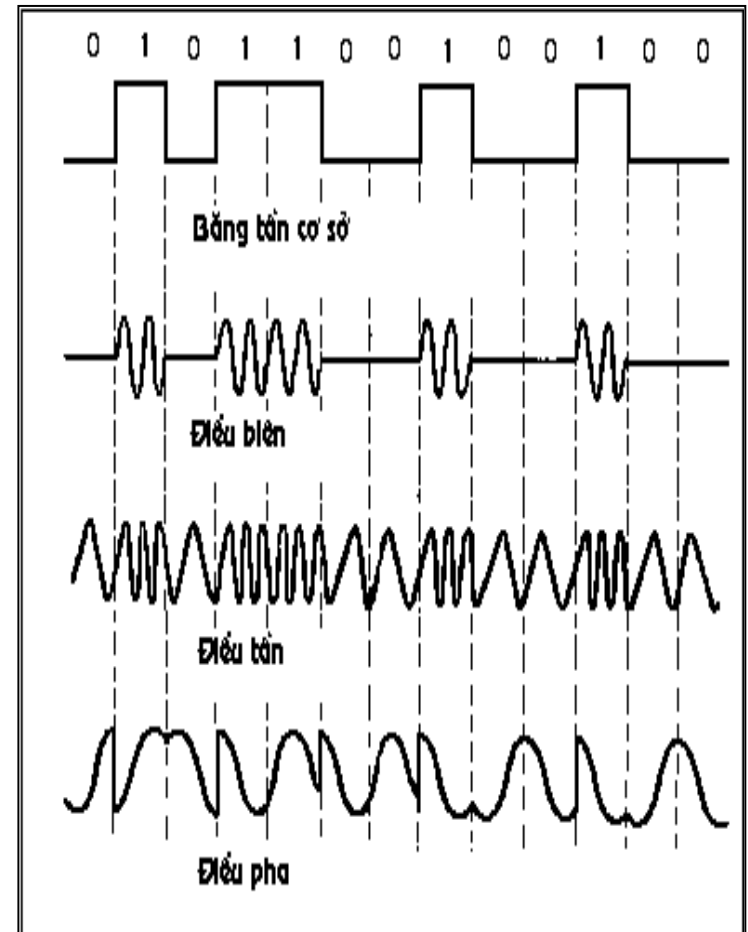 0 1 0 1 1 0 0 1 0 0 1 0 0
Băng tần cơ sở
Điều biên
Điều tần
Điều pha